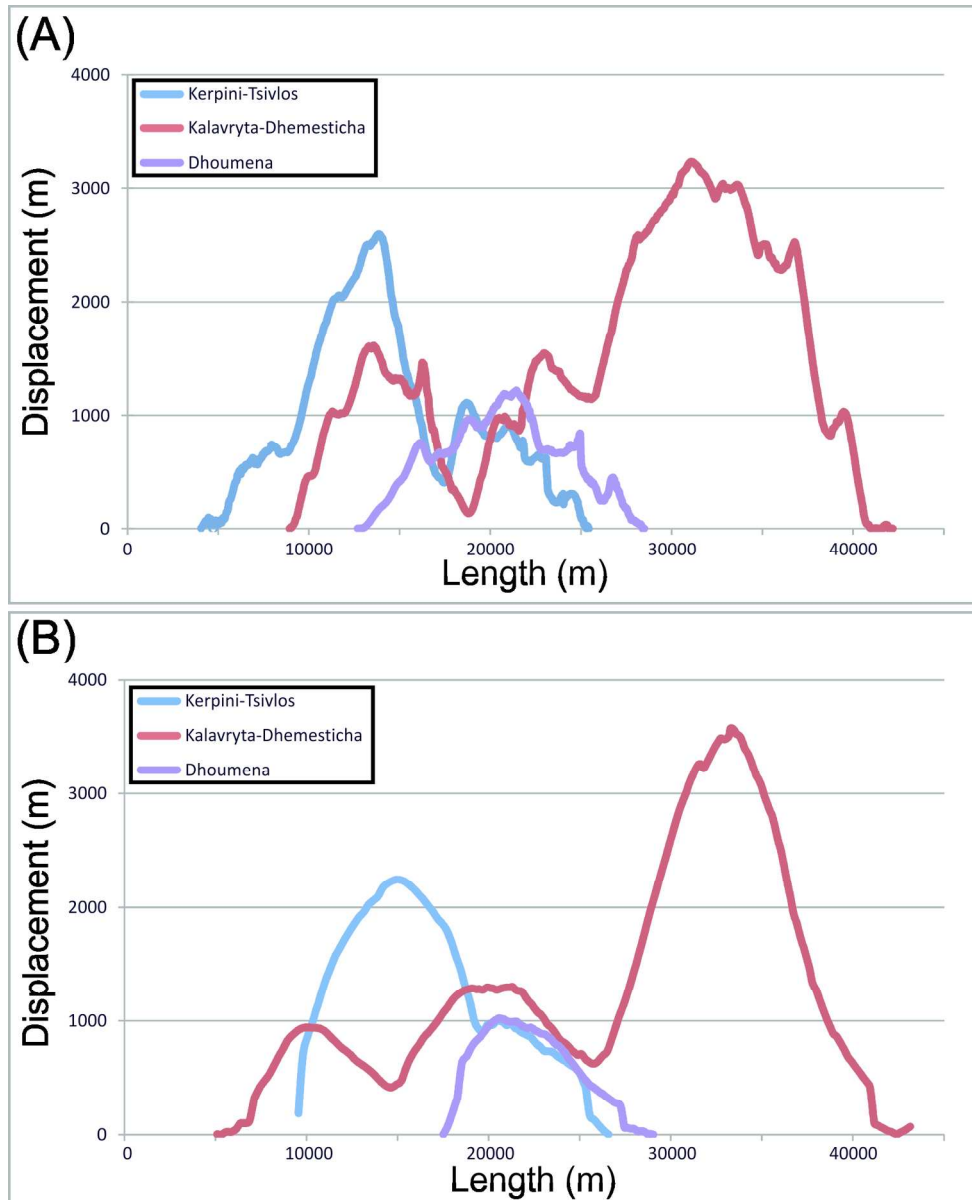 (A)
4000
Kerpini-Tsivlos
Kalavryta-Dhemesticha
Dhoumena
3000
2000
1000
0
Displacement (m)
0 10000 20000 30000 40000
Length (m)
(B)
4000
Kerpini-Tsivlos
Kalavryta-Dhemesticha
Dhoumena
3000
2000
1000
0
Displacement (m)
0 10000 20000 30000 40000
Length (m)